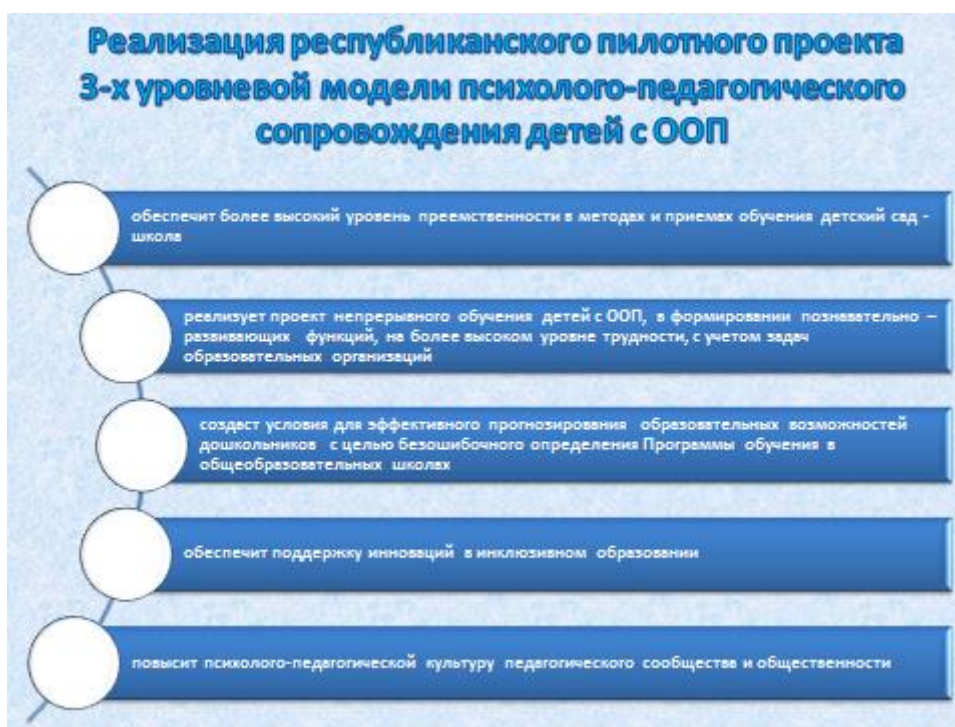 Реализация республиканского пилотного проекта
3-х уровневой модели психолого-педагогического
сопровождения детей с ООП
обеспечит более высокий уровень преемственности в методах и приемах обучения детский сад -
школа
реализует проект непрерывного обучения детей с ООП, в формировании познавательно –
развивающих функций, на более высоком уровне трудности, с учетом задач
образовательных организаций
создаст условия для эффективного прогнозирования образовательных возможностей
дошкольников с целью безошибочного определения Программы обучения в
общеобразовательных школах
обеспечит поддержку инноваций в инклюзивном образовании
повысит психолого-педагогической культуру педагогического сообщества и общественности